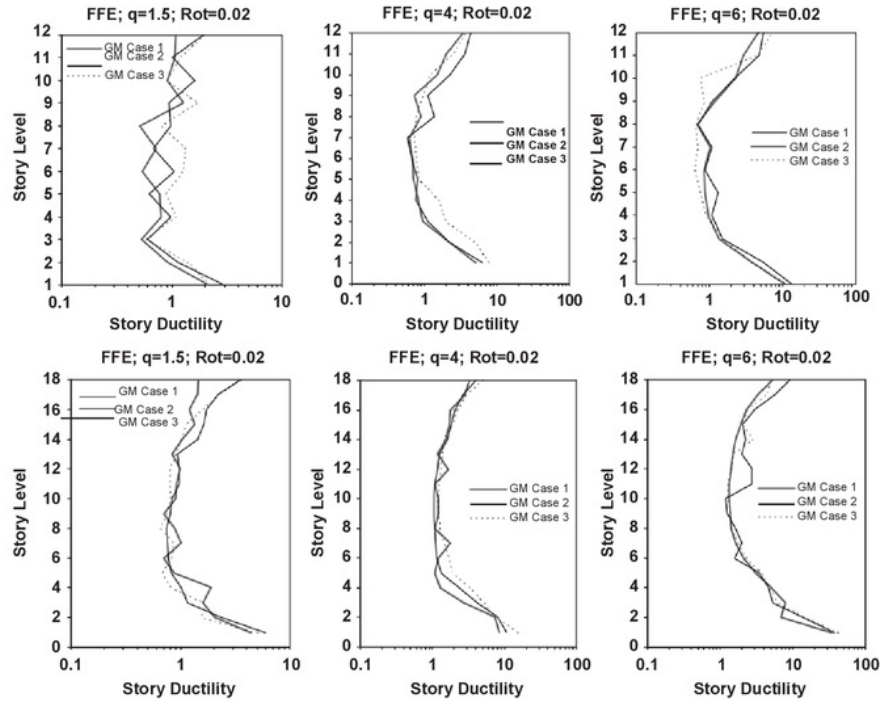 FFE; q=1.5; Rot=0.02
12
11
10
9
8
7
6
5
4
3
2
1
Story Level
GM Case 1
GM Case 2
GM Case 3
0.1 1 10
Story Ductility
FFE; q=4; Rot=0.02
12
11
10
9
8
7
6
5
4
3
2
1
0
Story Level
GM Case 1
GM Case 2
GM Case 3
0.1 1 10 100
Story Ductility
FFE; q=6; Rot=0.02
12
11
10
9
8
7
6
5
4
3
2
1
Story Level
GM Case 1
GM Case 2
GM Case 3
0.1 1 10 100
Story Ductility
FFE; q=1.5; Rot=0.02
18
16
14
12
10
8
6
4
2
0
Story Level
GM Case 1
GM Case 2
GM Case 3
0.1 1 10
Story Ductility
FFE; q=4; Rot=0.02
18
16
14
12
10
8
6
4
2
0
Story Level
GM Case 1
GM Case 2
GM Case 3
0.1 1 10 100
Story Ductility
FFE; q=6; Rot=0.02
18
16
14
12
10
8
6
4
2
0
Story Level
GM Case 1
GM Case 2
GM Case 3
0.1 1 10 100
Story Ductility